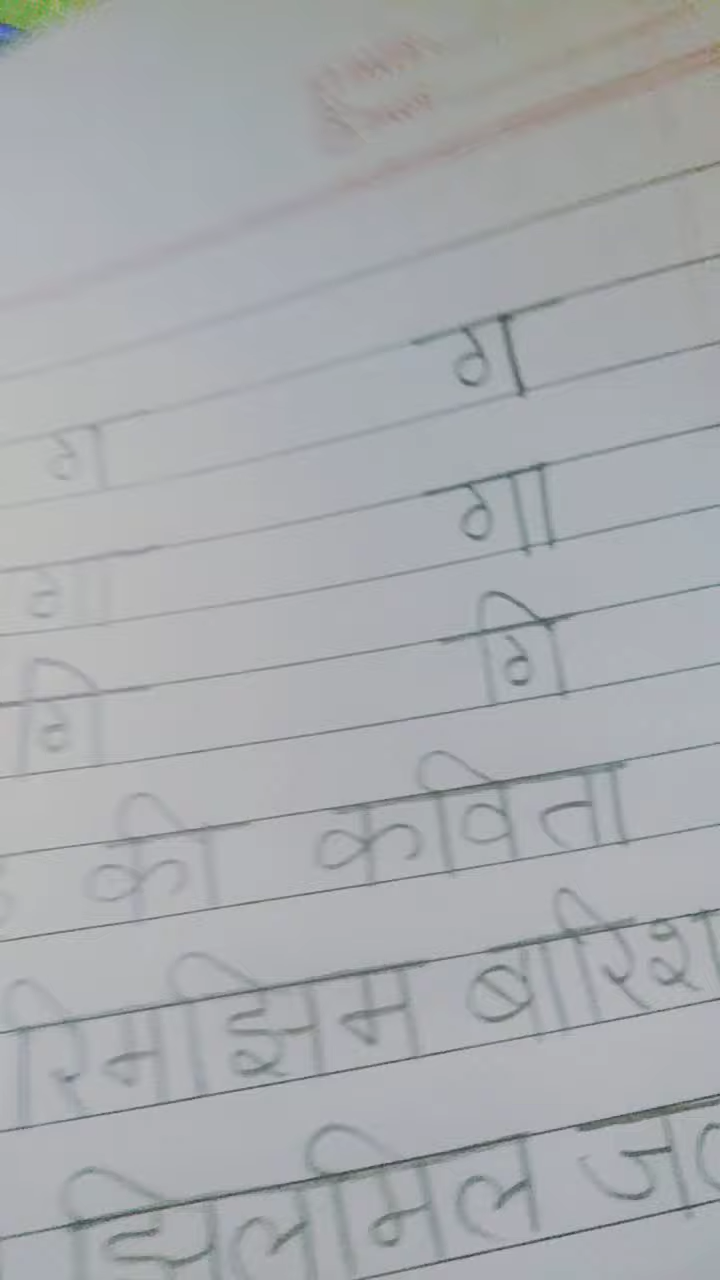 ग ग
गा गा
गि गि
की कविता
रिमझिम बारिश
झिलमिल